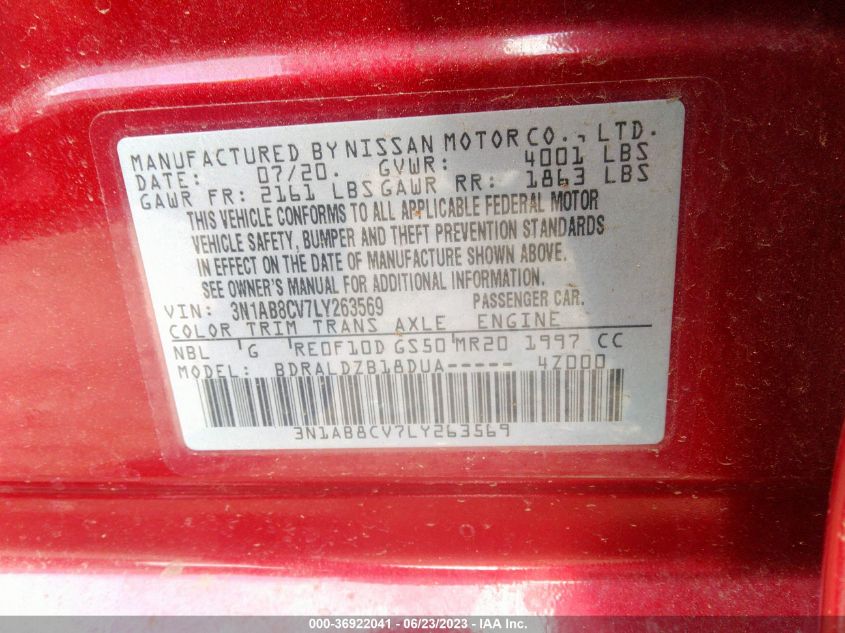 MANUFACTURED BY NISSAN MOTOR CO., LTD.
DATE: 07/20. GVWR: 4001 LBS
GAWR FR: 2161 LBS GAWR RR: 1863 LBS
THIS VEHICLE CONFORMS TO ALL APPLICABLE FEDERAL MOTOR
VEHICLE SAFETY, BUMPER AND THEFT PREVENTION STANDARDS
IN EFFECT ON THE DATE OF MANUFACTURE SHOWN ABOVE.
SEE OWNER'S MANUAL FOR ADDITIONAL INFORMATION.
VIN: 3N1AB8CV7LY263569 PASSENGER CAR.
COLOR TRIM TRANS AXLE ENGINE
NBL G RE0F10D GS50 MR20 1997 CC
MODEL: BDRALDZB18DUA----- 4Z000
3N1AB8CV7LY263569
000-36922041 - 06/23/2023 - IAA Inc.